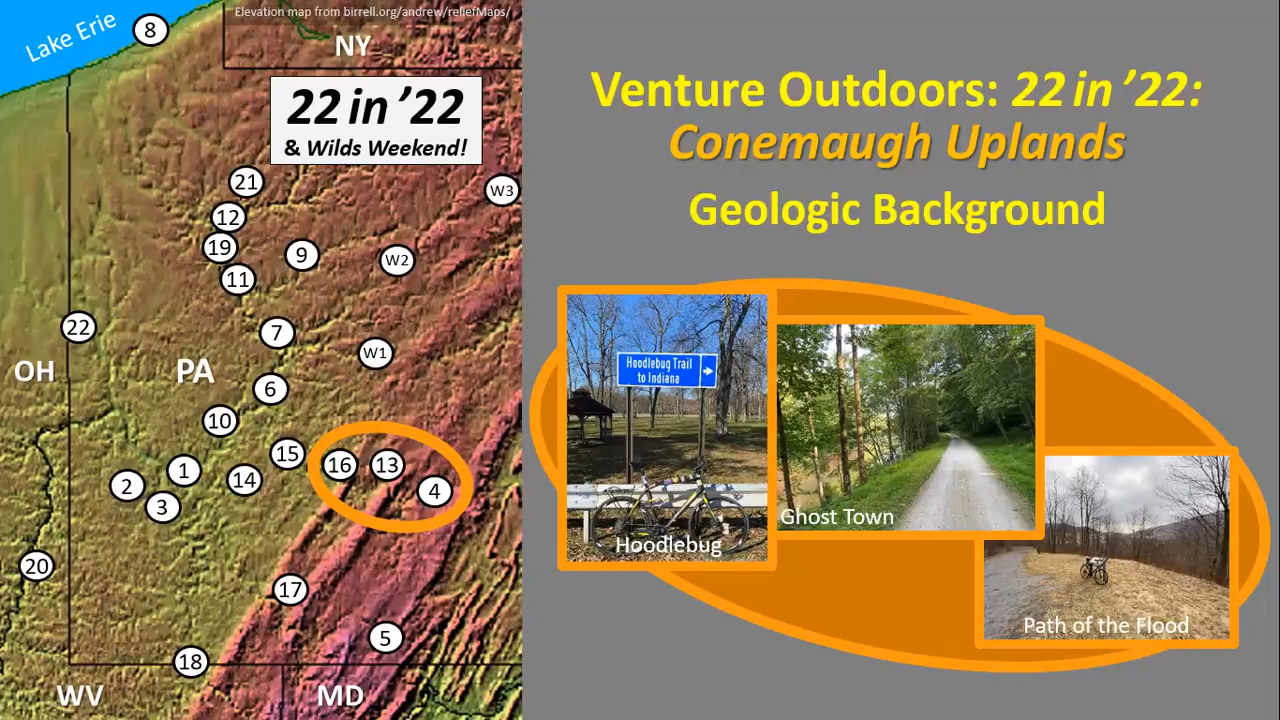 Elevation map from birrell.org/andrew/reliefMaps/
Lake Erie
8
NY
22 in ’22
& Wilds Weekend!
21
W3
12
19
9
W2
11
22
7
W1
OH
PA
6
10
15
16
13
1
14
4
2
3
20
17
5
18
WV
MD
Venture Outdoors: 22 in ’22:
Conemaugh Uplands
Geologic Background
Hoodlebug Trail
to Indiana
Hoodlebug
Ghost Town
Path of the Flood